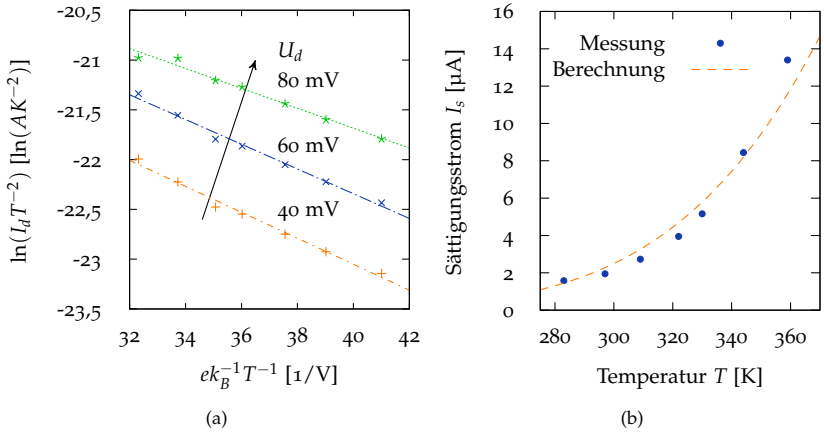 -20,5
-21
-21,5
-22
-22,5
-23
-23,5
ln(I_d T^{-2}) [ln(AK^{-2})]
U_d
80 mV
60 mV
40 mV
32 34 36 38 40 42
ek_B^{-1}T^{-1} [1/V]
(a)
16
14
12
10
8
6
4
2
0
Sättigungsstrom I_s [µA]
Messung
Berechnung
280 300 320 340 360
Temperatur T [K]
(b)